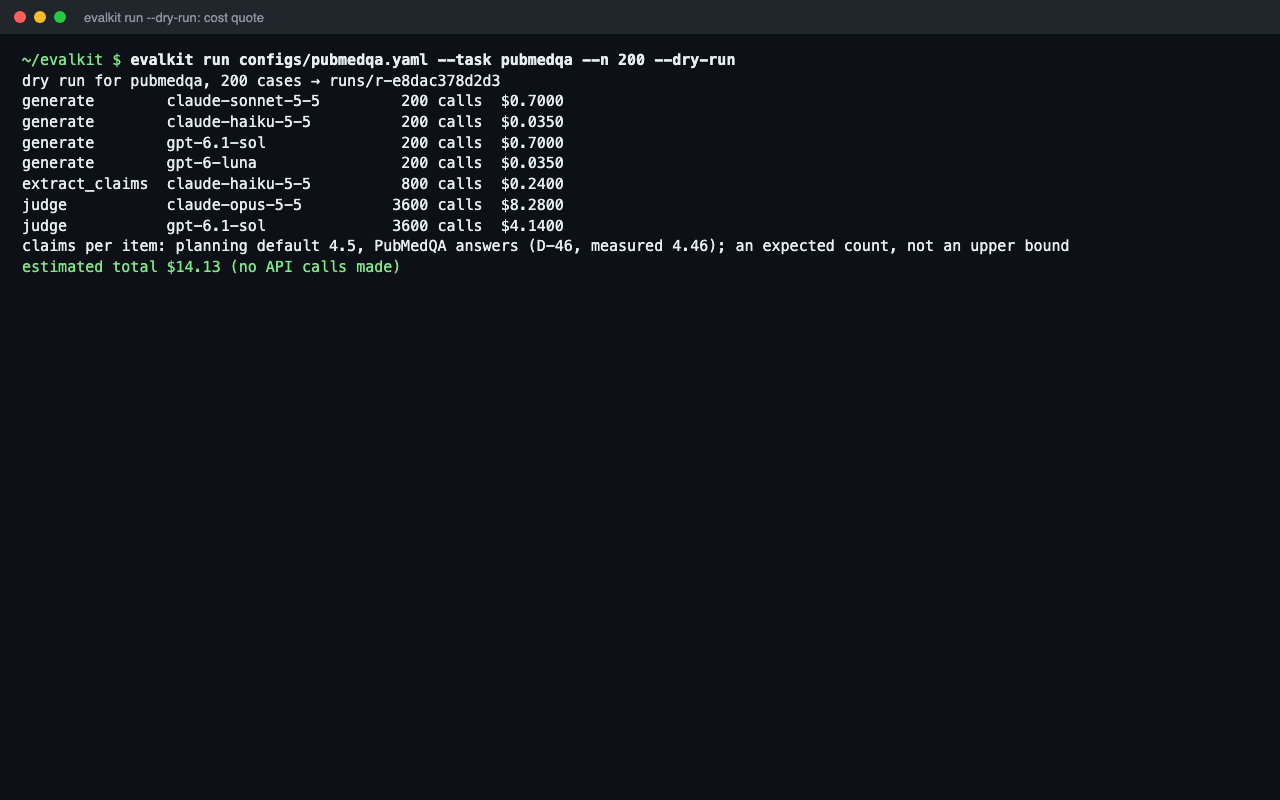 evalkit run --dry-run: cost quote
~/evalkit $ evalkit run configs/pubmedqa.yaml --task pubmedqa --n 200 --dry-run
dry run for pubmedqa, 200 cases → runs/r-e8dac378d2d3
generate        claude-sonnet-5-5         200 calls  $0.7000
generate        claude-haiku-5-5          200 calls  $0.0350
generate        gpt-6.1-sol               200 calls  $0.7000
generate        gpt-6-luna                200 calls  $0.0350
extract_claims  claude-haiku-5-5          800 calls  $0.2400
judge           claude-opus-5-5          3600 calls  $8.2800
judge           gpt-6.1-sol              3600 calls  $4.1400
claims per item: planning default 4.5, PubMedQA answers (D-46, measured 4.46); an expected count, not an upper bound
estimated total $14.13 (no API calls made)